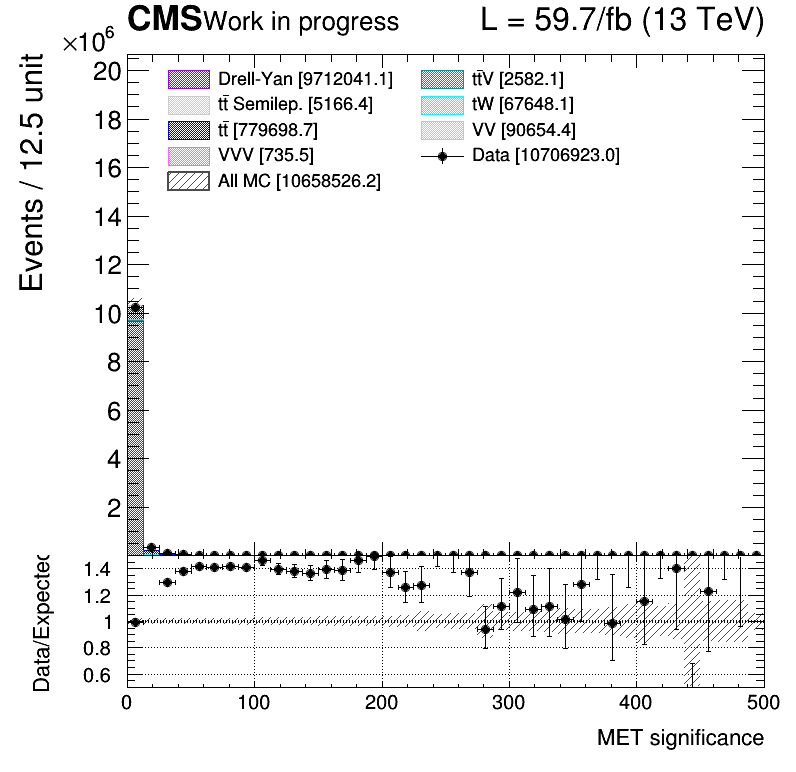 CMS Work in progress L = 59.7/fb (13 TeV)
×10⁶
Events / 12.5 unit
20
18
16
14
12
10
8
6
4
2
Drell-Yan [9712041.1]
tt̄ Semilep. [5166.4]
tt̄ [779698.7]
VVV [735.5]
All MC [10658526.2]
tt̄V [2582.1]
tW [67648.1]
VV [90654.4]
Data [10706923.0]
Data/Expected
1.4
1.2
1
0.8
0.6
0 100 200 300 400 500
MET significance